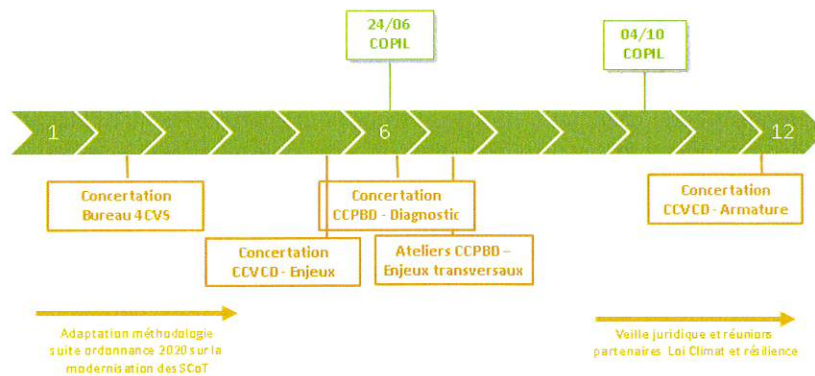 24/06
COPIL
04/10
COPIL
1
6
12
Concertation
Bureau 4CVS
Concertation
CCPBD - Diagnostic
Concertation
CCVCD - Armature
Concertation
CCVCD - Enjeux
Ateliers CCPBD –
Enjeux transversaux
Adaptation méthodologie
suite ordonnance 2020 sur la
modernisation des SCoT
Veille juridique et réunions
partenaires Loi Climat et résilience